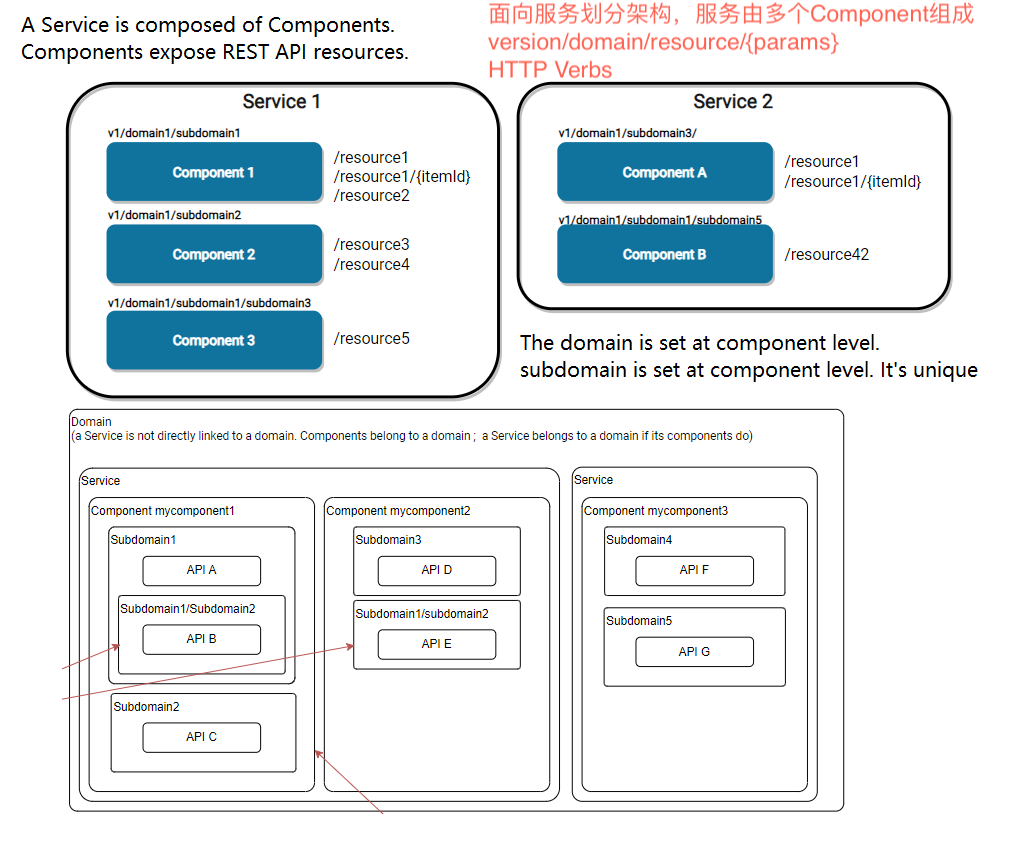 A Service is composed of Components.
Components expose REST API resources.
面向服务划分架构，服务由多个Component组成
version/domain/resource/{params}
HTTP Verbs
Service 1
v1/domain1/subdomain1
Component 1
/resource1
/resource1/{itemId}
/resource2
v1/domain1/subdomain2
Component 2
/resource3
/resource4
v1/domain1/subdomain1/subdomain3
Component 3
/resource5
Service 2
v1/domain1/subdomain3/
Component A
/resource1
/resource1/{itemId}
v1/domain1/subdomain1/subdomain5
Component B
/resource42
The domain is set at component level.
subdomain is set at component level. It's unique
Domain
(a Service is not directly linked to a domain. Components belong to a domain; a Service belongs to a domain if its components do)
Service
Component mycomponent1
Subdomain1
API A
Subdomain1/Subdomain2
API B
Subdomain2
API C
Component mycomponent2
Subdomain3
API D
Subdomain1/subdomain2
API E
Service
Component mycomponent3
Subdomain4
API F
Subdomain5
API G